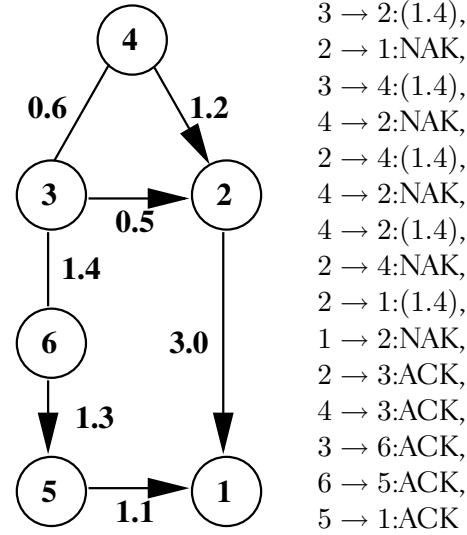 4
0.6
1.2
3
2
0.5
1.4
6
3.0
1.3
5
1
1.1
3 → 2:(1.4),
2 → 1:NAK,
3 → 4:(1.4),
4 → 2:NAK,
2 → 4:(1.4),
4 → 2:NAK,
4 → 2:(1.4),
2 → 4:NAK,
2 → 1:(1.4),
1 → 2:NAK,
2 → 3:ACK,
4 → 3:ACK,
3 → 6:ACK,
6 → 5:ACK,
5 → 1:ACK